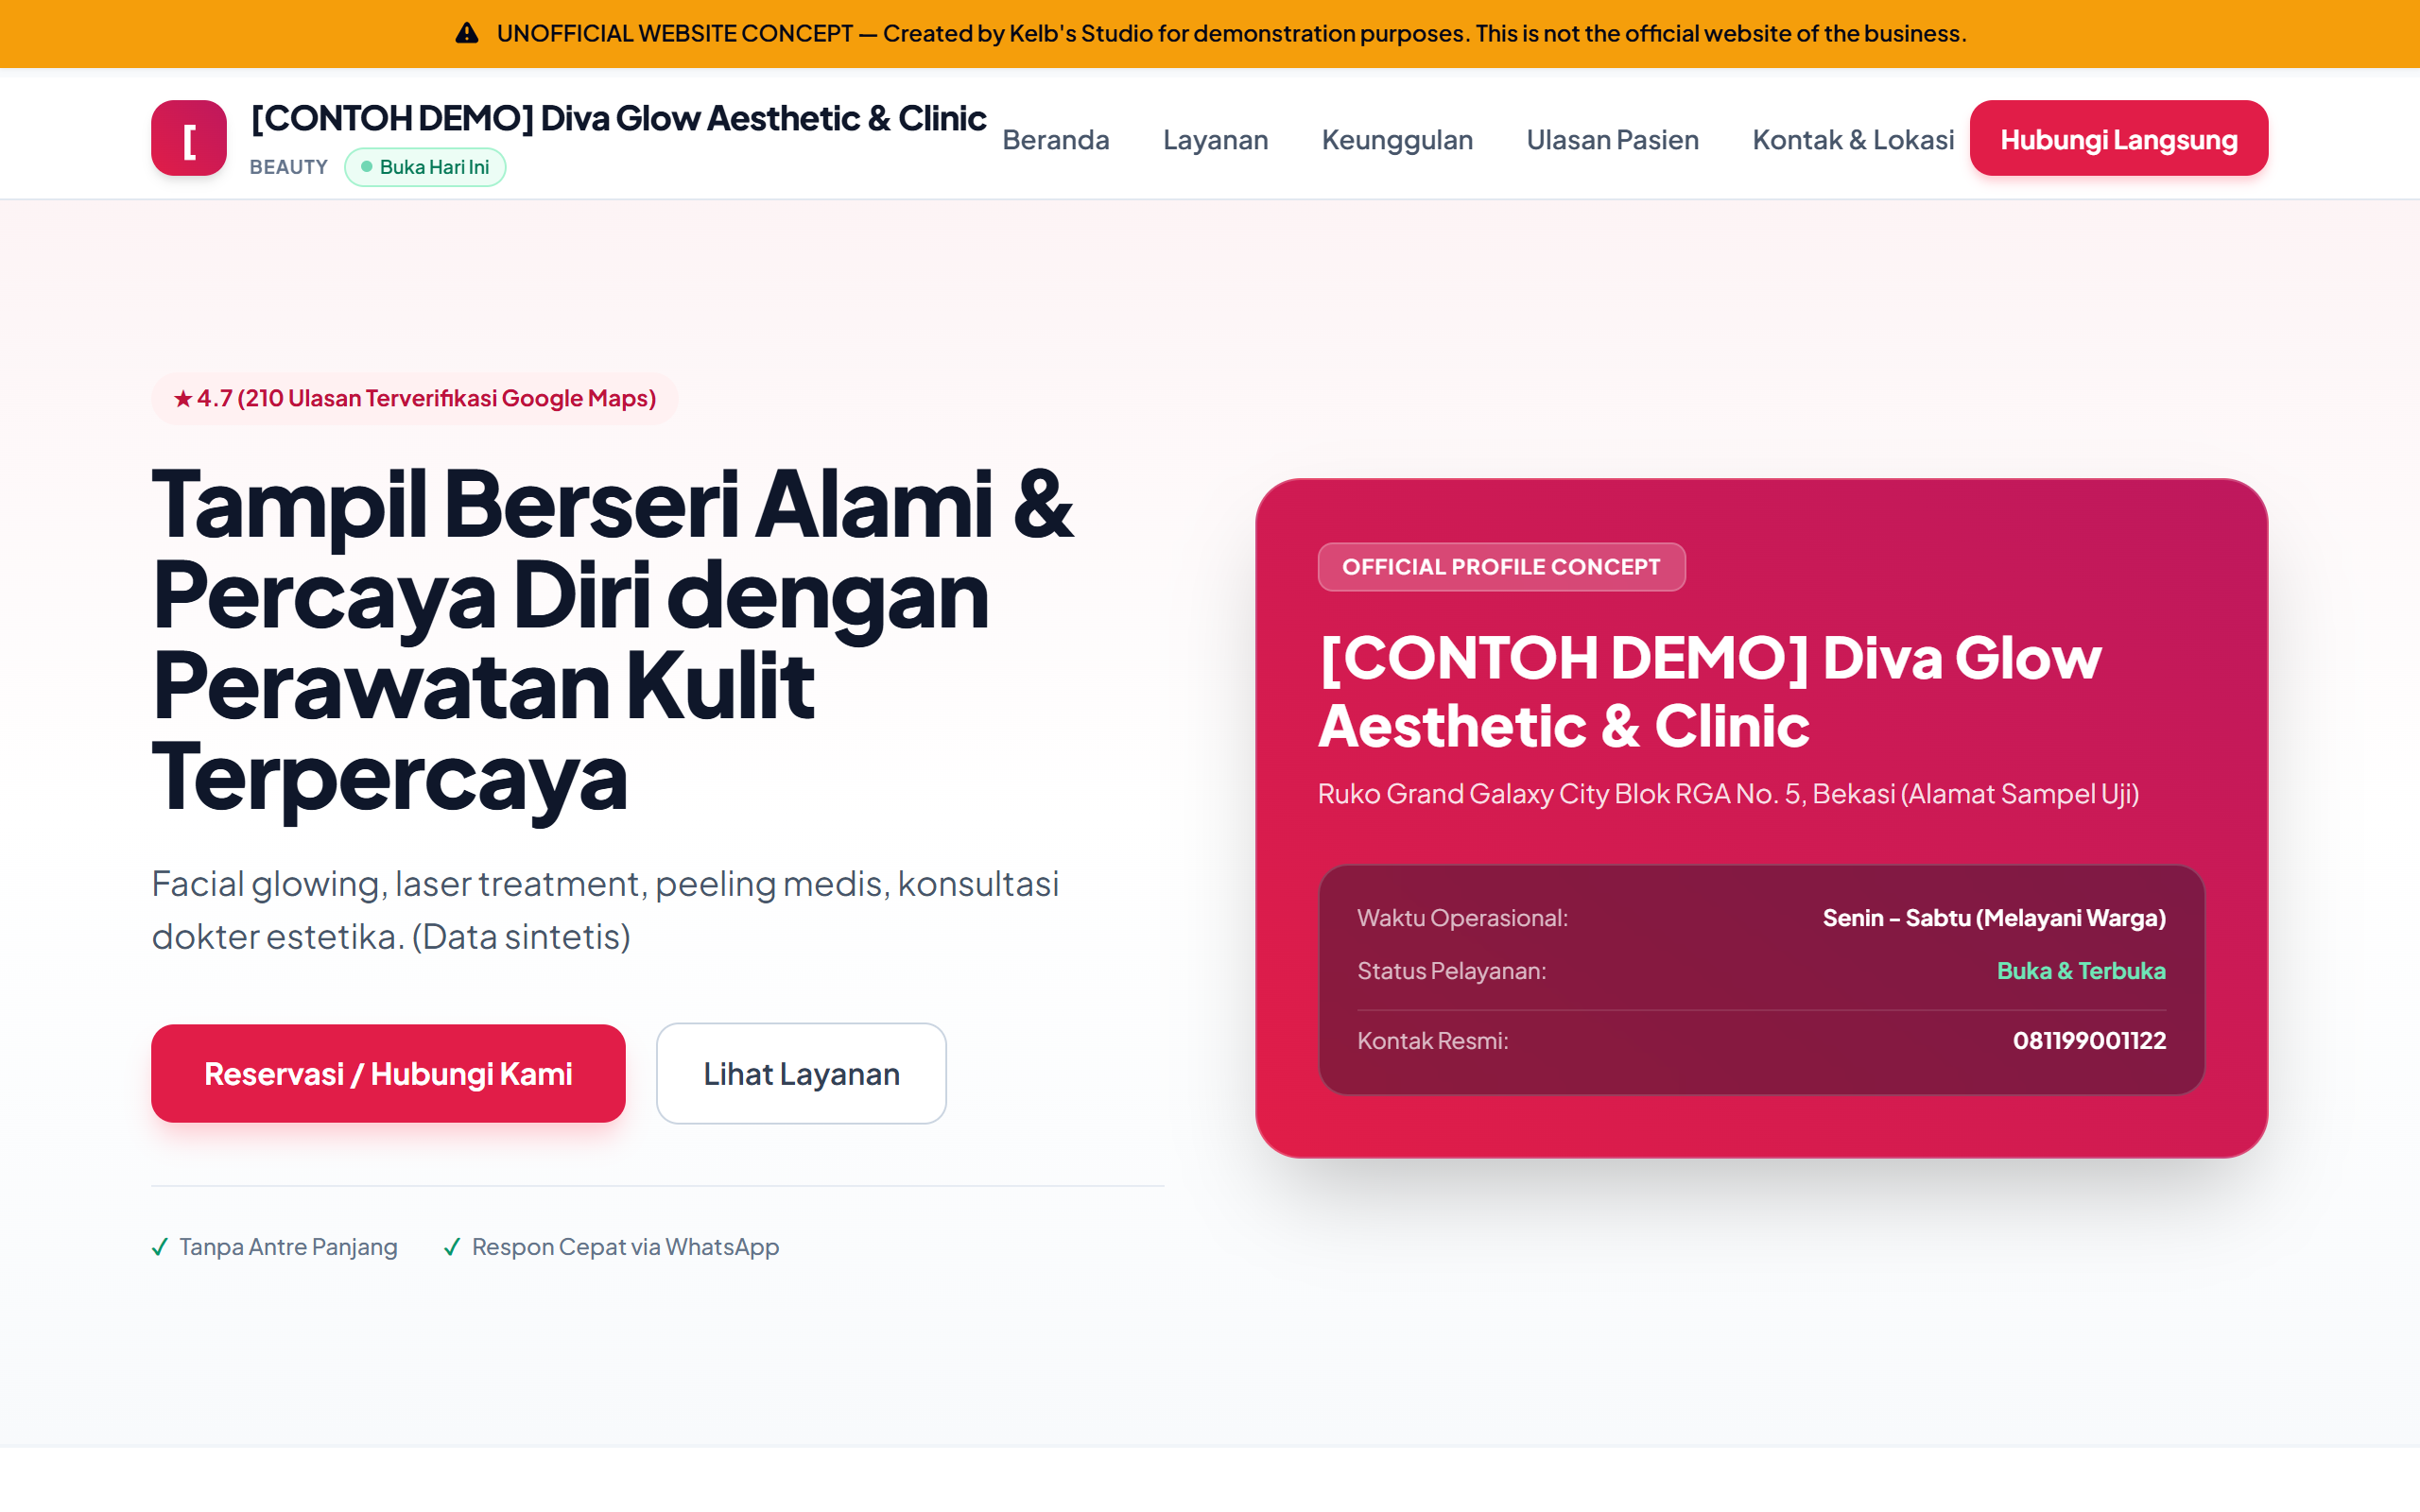 UNOFFICIAL WEBSITE CONCEPT — Created by Kelb's Studio for demonstration purposes. This is not the official website of the business.
[
[CONTOH DEMO] Diva Glow Aesthetic & Clinic
BEAUTY
Buka Hari Ini
Beranda
Layanan
Keunggulan
Ulasan Pasien
Kontak & Lokasi
Hubungi Langsung
★ 4.7 (210 Ulasan Terverifikasi Google Maps)
Tampil Berseri Alami &
Percaya Diri dengan
Perawatan Kulit
Terpercaya
Facial glowing, laser treatment, peeling medis, konsultasi
dokter estetika. (Data sintetis)
Reservasi / Hubungi Kami
Lihat Layanan
✓ Tanpa Antre Panjang
✓ Respon Cepat via WhatsApp
OFFICIAL PROFILE CONCEPT
[CONTOH DEMO] Diva Glow
Aesthetic & Clinic
Ruko Grand Galaxy City Blok RGA No. 5, Bekasi (Alamat Sampel Uji)
Waktu Operasional: Senin - Sabtu (Melayani Warga)
Status Pelayanan: Buka & Terbuka
Kontak Resmi: 081199001122